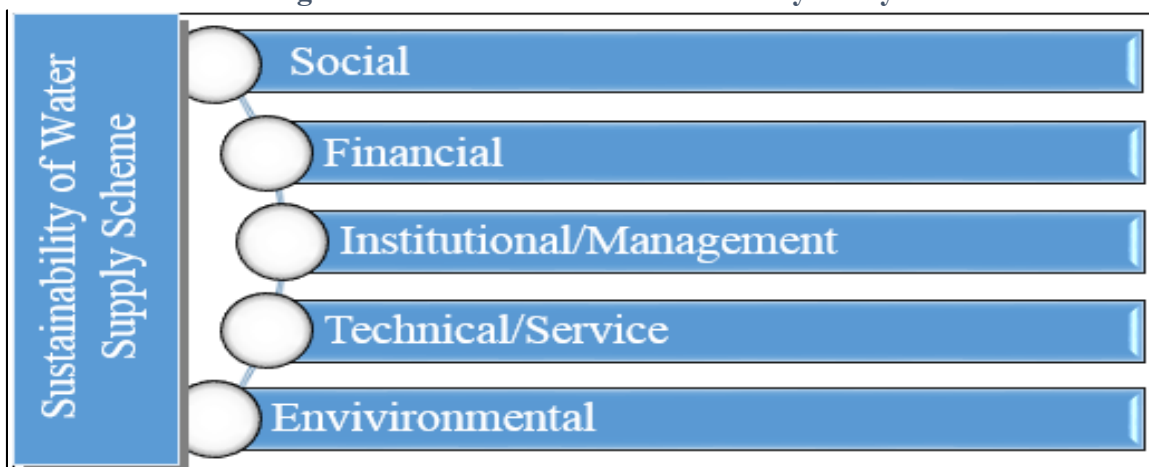 Sustainability of Water
Supply Scheme
Social
Financial
Institutional/Management
Technical/Service
Envivironmental